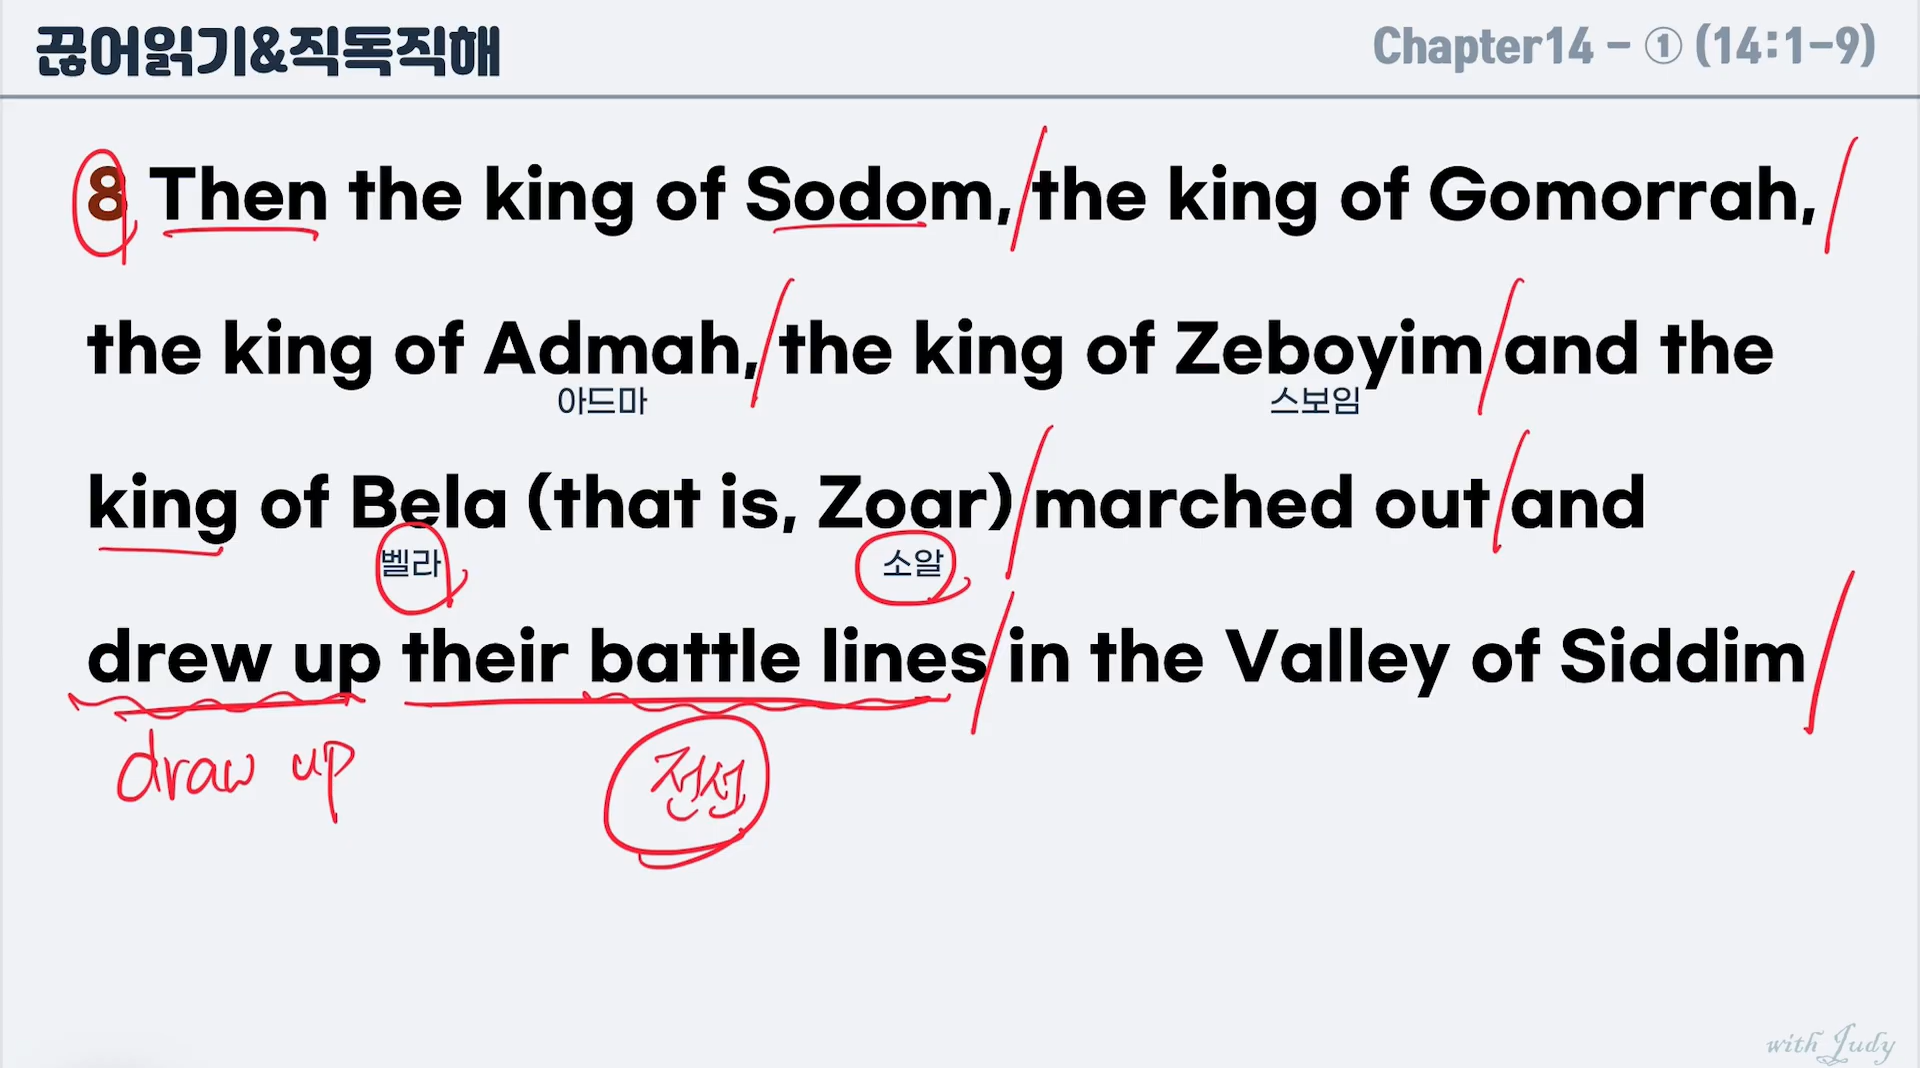 끊어읽기&직독직해
Chapter14 - ① (14:1-9)
8 Then the king of Sodom, the king of Gomorrah,
the king of Admah, the king of Zeboyim and the
아드마 스보임
king of Bela (that is, Zoar) marched out and
벨라 소알
drew up their battle lines in the Valley of Siddim
draw up 전선
with Judy